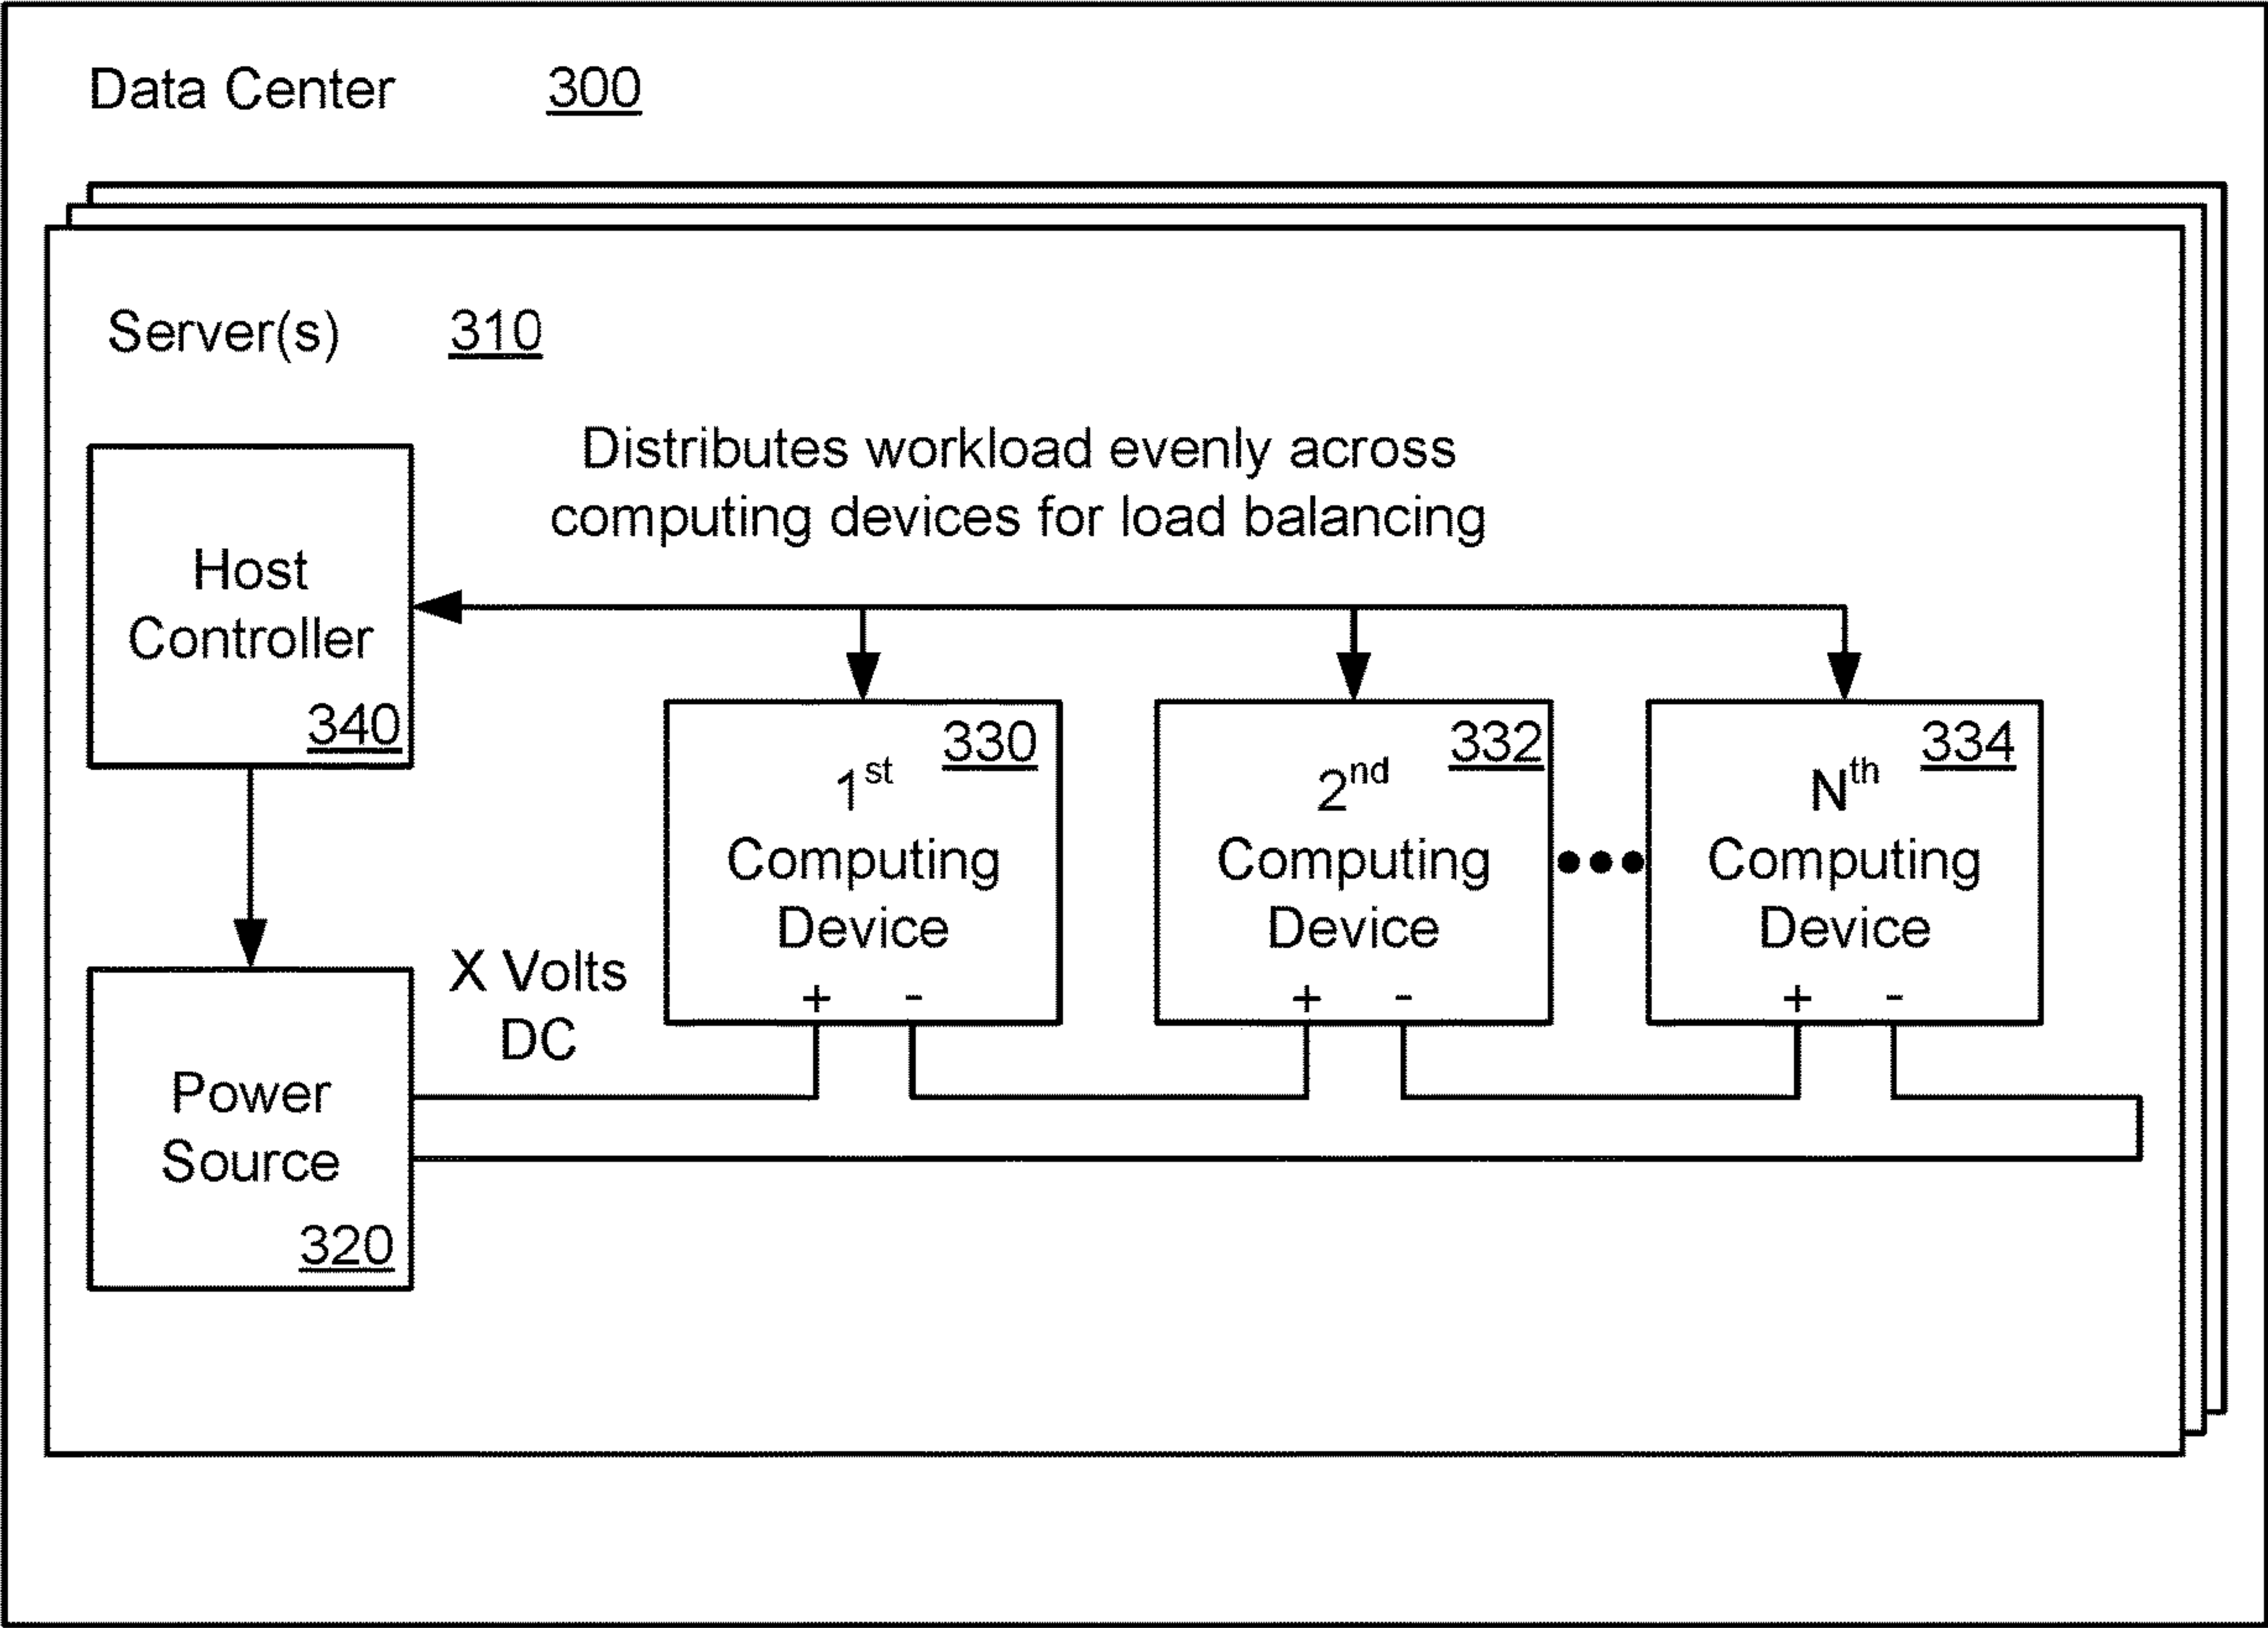 Data Center 300
Server(s) 310
Distributes workload evenly across
computing devices for load balancing
Host
Controller
340
330
1st
Computing
Device
+ -
332
2nd
Computing
Device
+ -
334
Nth
Computing
Device
+ -
X Volts
DC
Power
Source
320